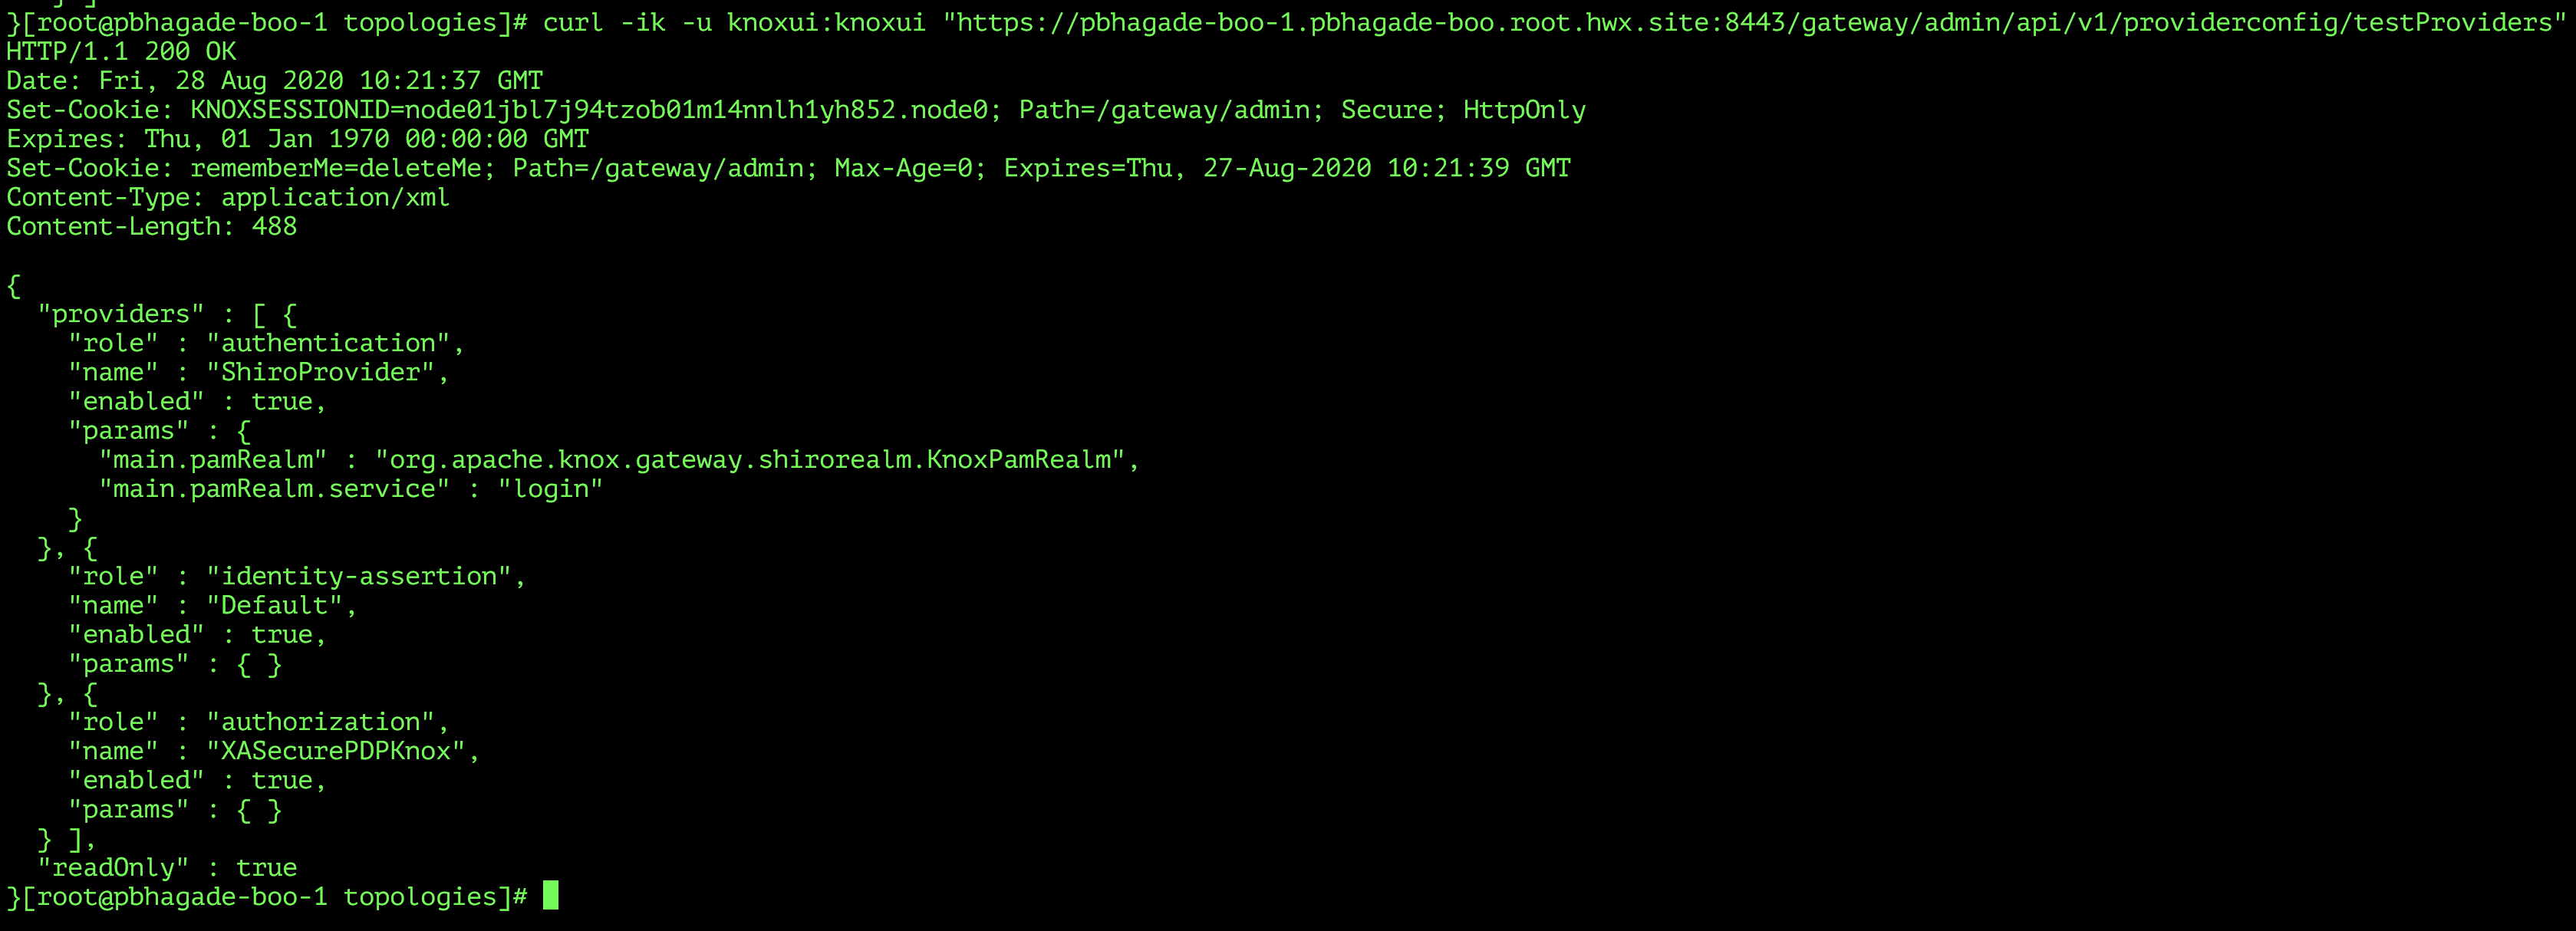 }[root@pbhagade-boo-1 topologies]# curl -ik -u knoxui:knoxui "https://pbhagade-boo-1.pbhagade-boo.root.hwx.site:8443/gateway/admin/api/v1/providerconfig/testProviders"
HTTP/1.1 200 OK
Date: Fri, 28 Aug 2020 10:21:37 GMT
Set-Cookie: KNOXSESSIONID=node01jbl7j94tzob01m14nnlh1yh852.node0; Path=/gateway/admin; Secure; HttpOnly
Expires: Thu, 01 Jan 1970 00:00:00 GMT
Set-Cookie: rememberMe=deleteMe; Path=/gateway/admin; Max-Age=0; Expires=Thu, 27-Aug-2020 10:21:39 GMT
Content-Type: application/xml
Content-Length: 488

{
  "providers" : [ {
    "role" : "authentication",
    "name" : "ShiroProvider",
    "enabled" : true,
    "params" : {
      "main.pamRealm" : "org.apache.knox.gateway.shirorealm.KnoxPamRealm",
      "main.pamRealm.service" : "login"
    }
  }, {
    "role" : "identity-assertion",
    "name" : "Default",
    "enabled" : true,
    "params" : { }
  }, {
    "role" : "authorization",
    "name" : "XASecurePDPKnox",
    "enabled" : true,
    "params" : { }
  } ],
  "readOnly" : true
}[root@pbhagade-boo-1 topologies]#